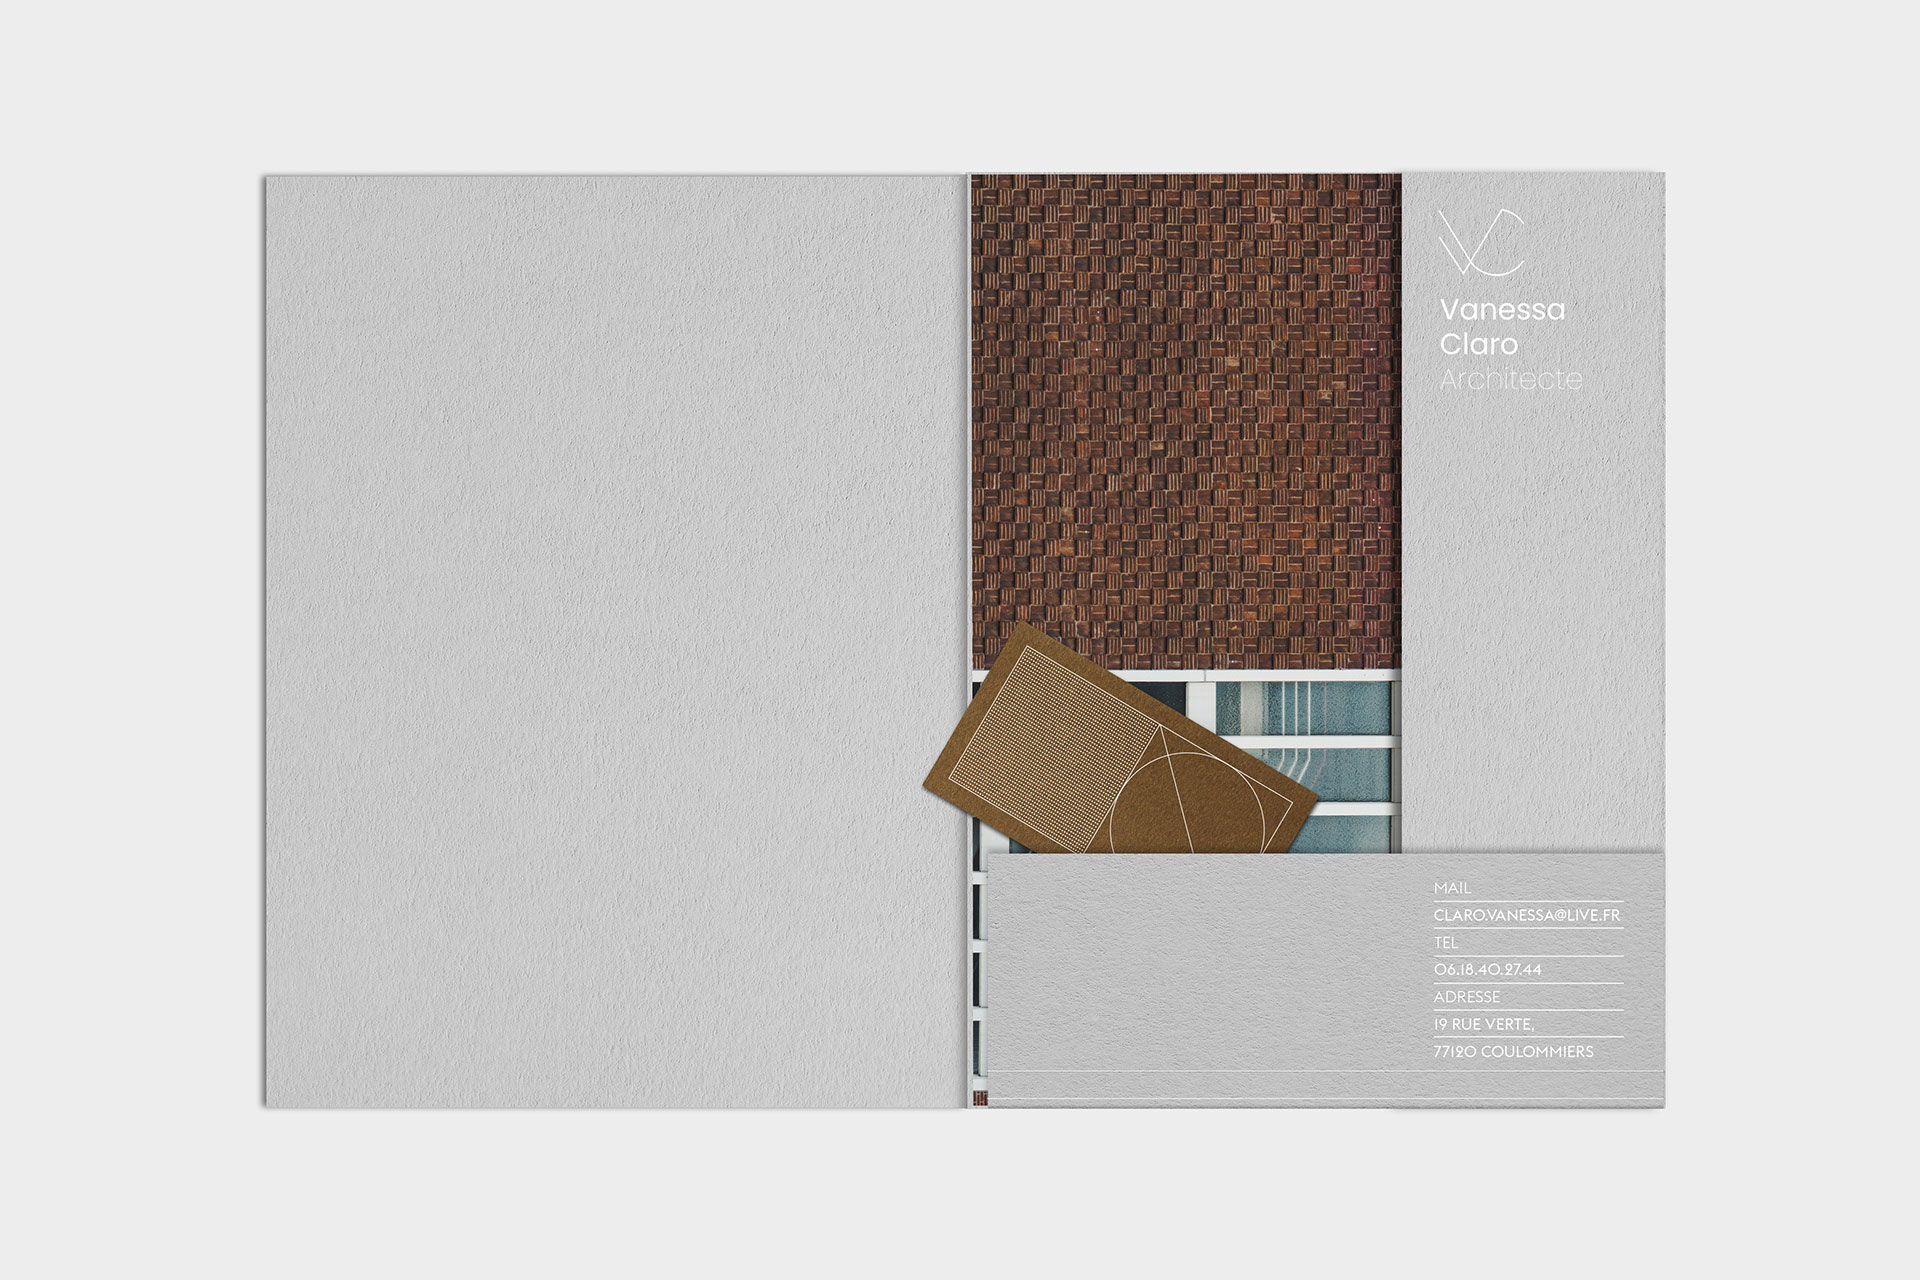 VC
Vanessa
Claro
Architecte
MAIL
CLARO.VANESSA@LIVE.FR
TEL
06.18.40.27.44
ADRESSE
19 RUE VERTE,
77120 COULOMMIERS